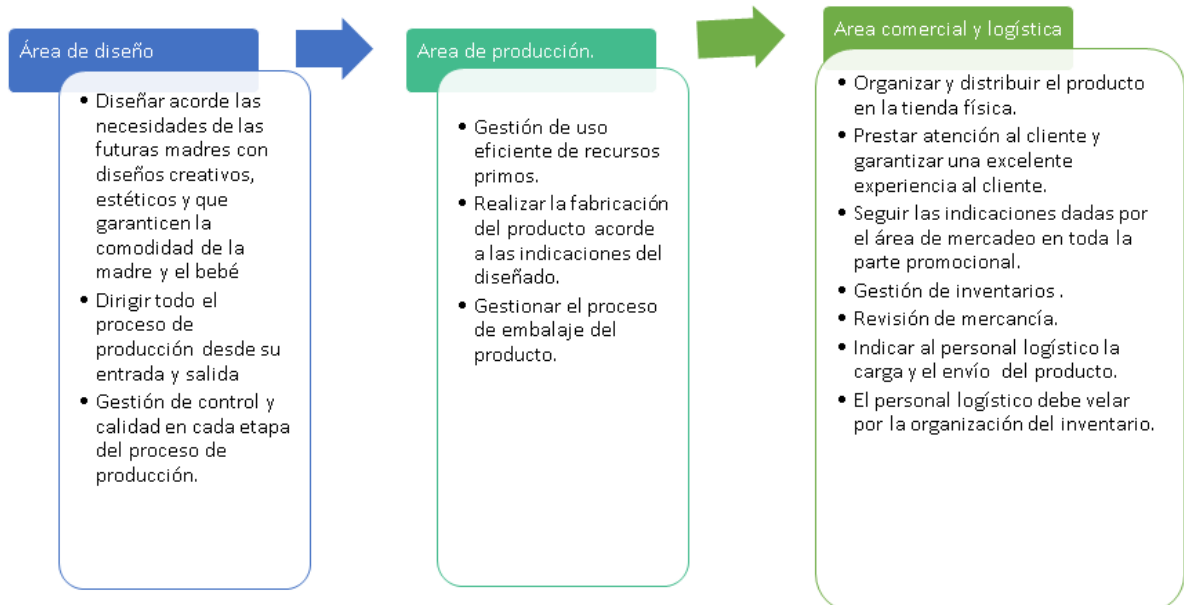 Área de diseño
• Diseñar acorde las
necesidades de las
futuras madres con
diseños creativos,
estéticos y que
garanticen la
comodidad de la
madre y el bebé
• Dirigir todo el
proceso de
producción desde su
entrada y salida
• Gestión de control y
calidad en cada etapa
del proceso de
producción.
Area de producción.
• Gestión de uso
eficiente de recursos
primos.
• Realizar la fabricación
del producto acorde
a las indicaciones del
diseñado.
• Gestionar el proceso
de embalaje del
producto.
Area comercial y logística
• Organizar y distribuir el producto
en la tienda física.
• Prestar atención al cliente y
garantizar una excelente
experiencia al cliente.
• Seguir las indicaciones dadas por
el área de mercadeo en toda la
parte promocional.
• Gestión de inventarios .
• Revisión de mercancía.
• Indicar al personal logístico la
carga y el envío del producto.
• El personal logístico debe velar
por la organización del inventario.